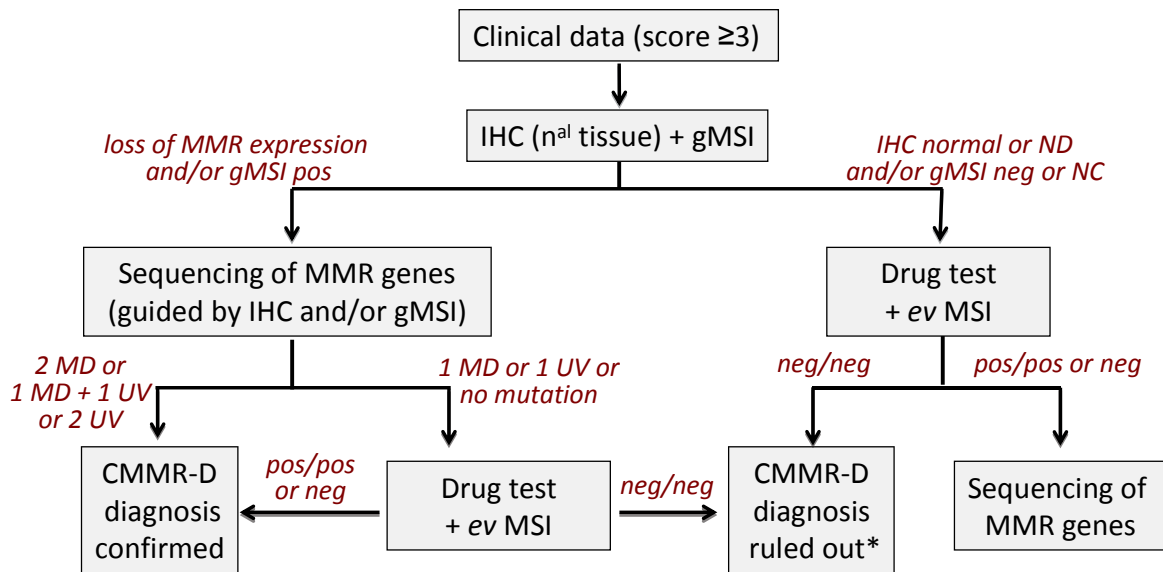 Clinical data (score ≥3)
IHC (nal tissue) + gMSI
loss of MMR expression
and/or gMSI pos
IHC normal or ND
and/or gMSI neg or NC
Sequencing of MMR genes
(guided by IHC and/or gMSI)
Drug test
+ ev MSI
2 MD or
1 MD + 1 UV
or 2 UV
1 MD or 1 UV or
no mutation
neg/neg
pos/pos or neg
CMMR-D
diagnosis
confirmed
pos/pos
or neg
Drug test
+ ev MSI
neg/neg
CMMR-D
diagnosis
ruled out*
Sequencing of
MMR genes